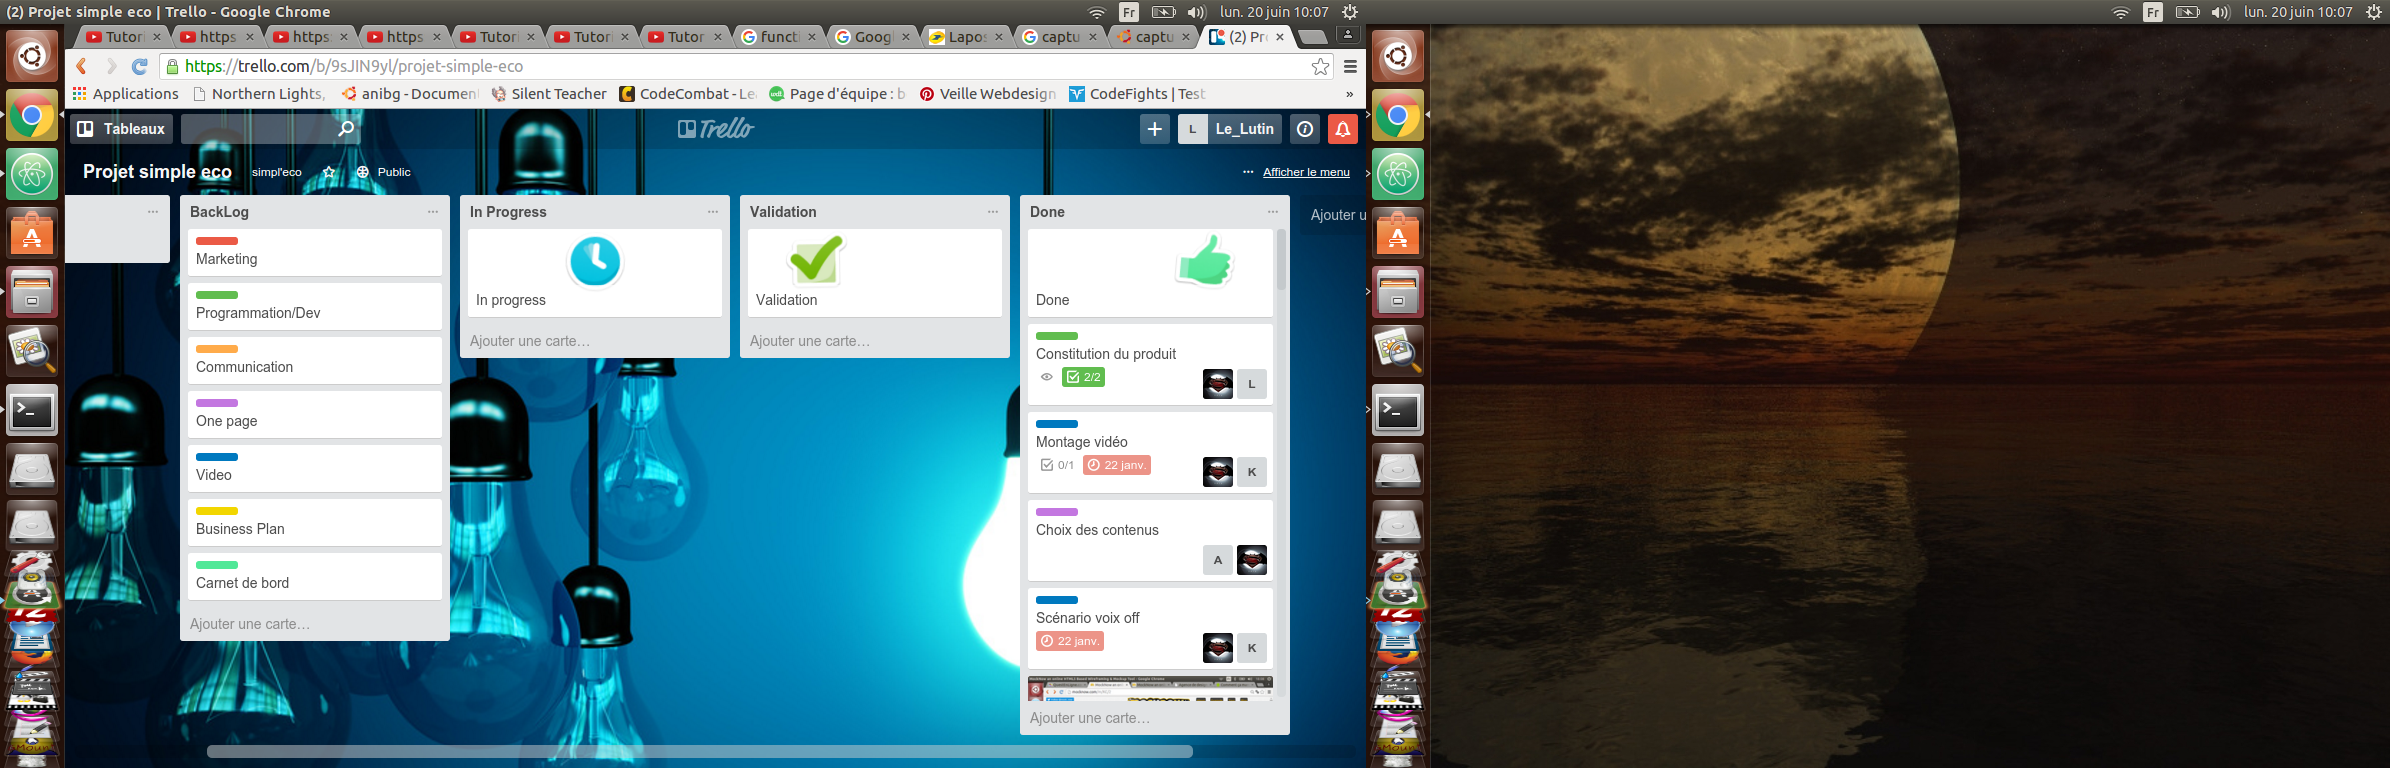 (2) Projet simple eco | Trello - Google Chrome
Fr
lun. 20 juin 10:07
Fr
lun. 20 juin 10:07
Tutori
https
https
https
Tutori
Tutori
Tutor
functi
Googl
Lapos
captu
captu
(2) Pro
https://trello.com/b/9sJIN9yl/projet-simple-eco
Applications
Northern Lights,
anibg - Documen
Silent Teacher
CodeCombat - Le
Page d'équipe : b
Veille Webdesign
CodeFights | Test
»
Tableaux
Trello
L
Le_Lutin
Projet simple eco
simpl'eco
Public
Afficher le menu
BackLog
Marketing
Programmation/Dev
Communication
One page
Video
Business Plan
Carnet de bord
Ajouter une carte…
In Progress
In progress
Ajouter une carte…
Validation
Validation
Ajouter une carte…
Done
Done
Constitution du produit
2/2
L
Montage vidéo
0/1
22 janv.
K
Choix des contenus
A
Scénario voix off
22 janv.
K
Ajouter une carte…
Ajouter u